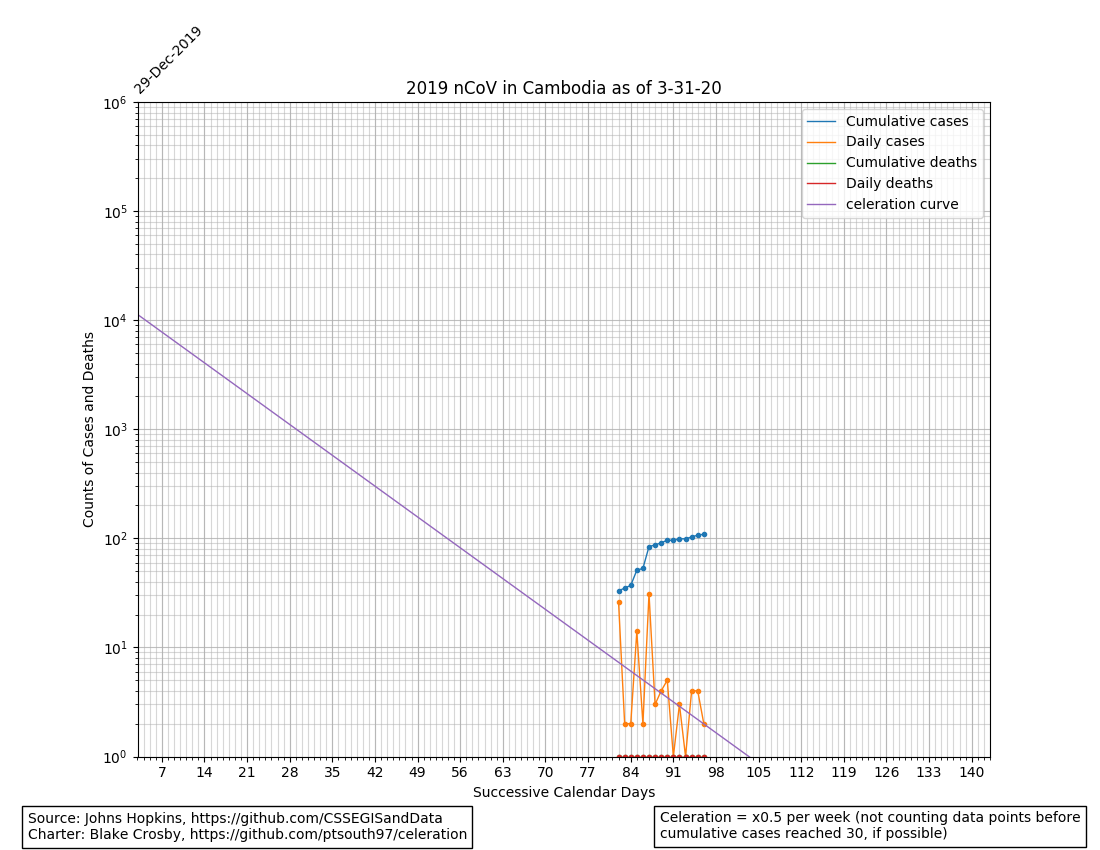 29-Dec-2019
2019 nCoV in Cambodia as of 3-31-20
10^6
10^5
10^4
10^3
10^2
10^1
10^0
Counts of Cases and Deaths
Cumulative cases
Daily cases
Cumulative deaths
Daily deaths
celeration curve
7 14 21 28 35 42 49 56 63 70 77 84 91 98 105 112 119 126 133 140
Successive Calendar Days
Source: Johns Hopkins, https://github.com/CSSEGISandData
Charter: Blake Crosby, https://github.com/ptsouth97/celeration
Celeration = x0.5 per week (not counting data points before
cumulative cases reached 30, if possible)